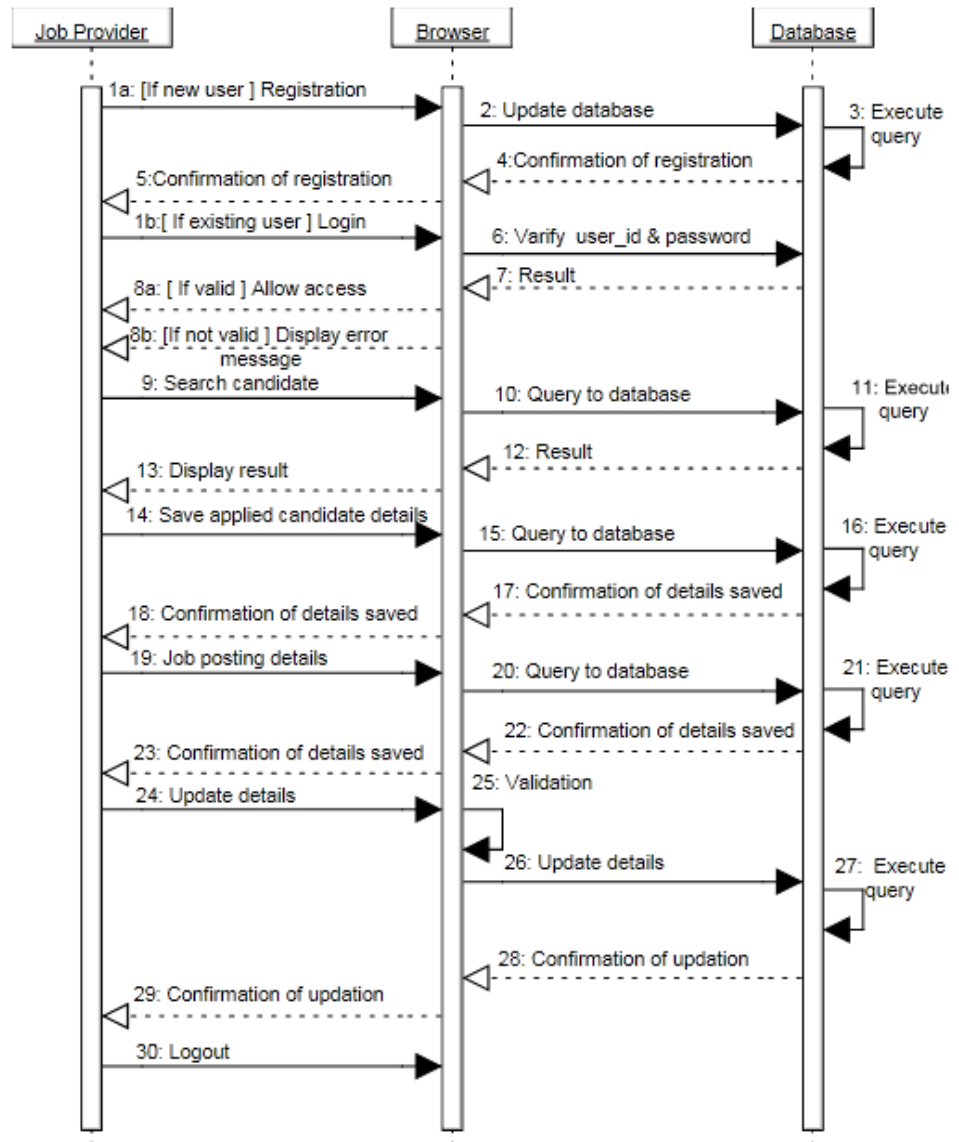 Job Provider
Browser
Database
1a: [If new user ] Registration
2: Update database
3: Execute
query
4:Confirmation of registration
5:Confirmation of registration
1b:[ If existing user ] Login
6: Varify user_id & password
7: Result
8a: [ If valid ] Allow access
8b: [If not valid ] Display error
message
9: Search candidate
10: Query to database
11: Execut
query
12: Result
13: Display result
14: Save applied candidate details
15: Query to database
16: Execute
query
17: Confirmation of details saved
18: Confirmation of details saved
19: Job posting details
20: Query to database
21: Execute
query
22: Confirmation of details saved
23: Confirmation of details saved
24: Update details
25: Validation
26: Update details
27: Execute
query
28: Confirmation of updation
29: Confirmation of updation
30: Logout